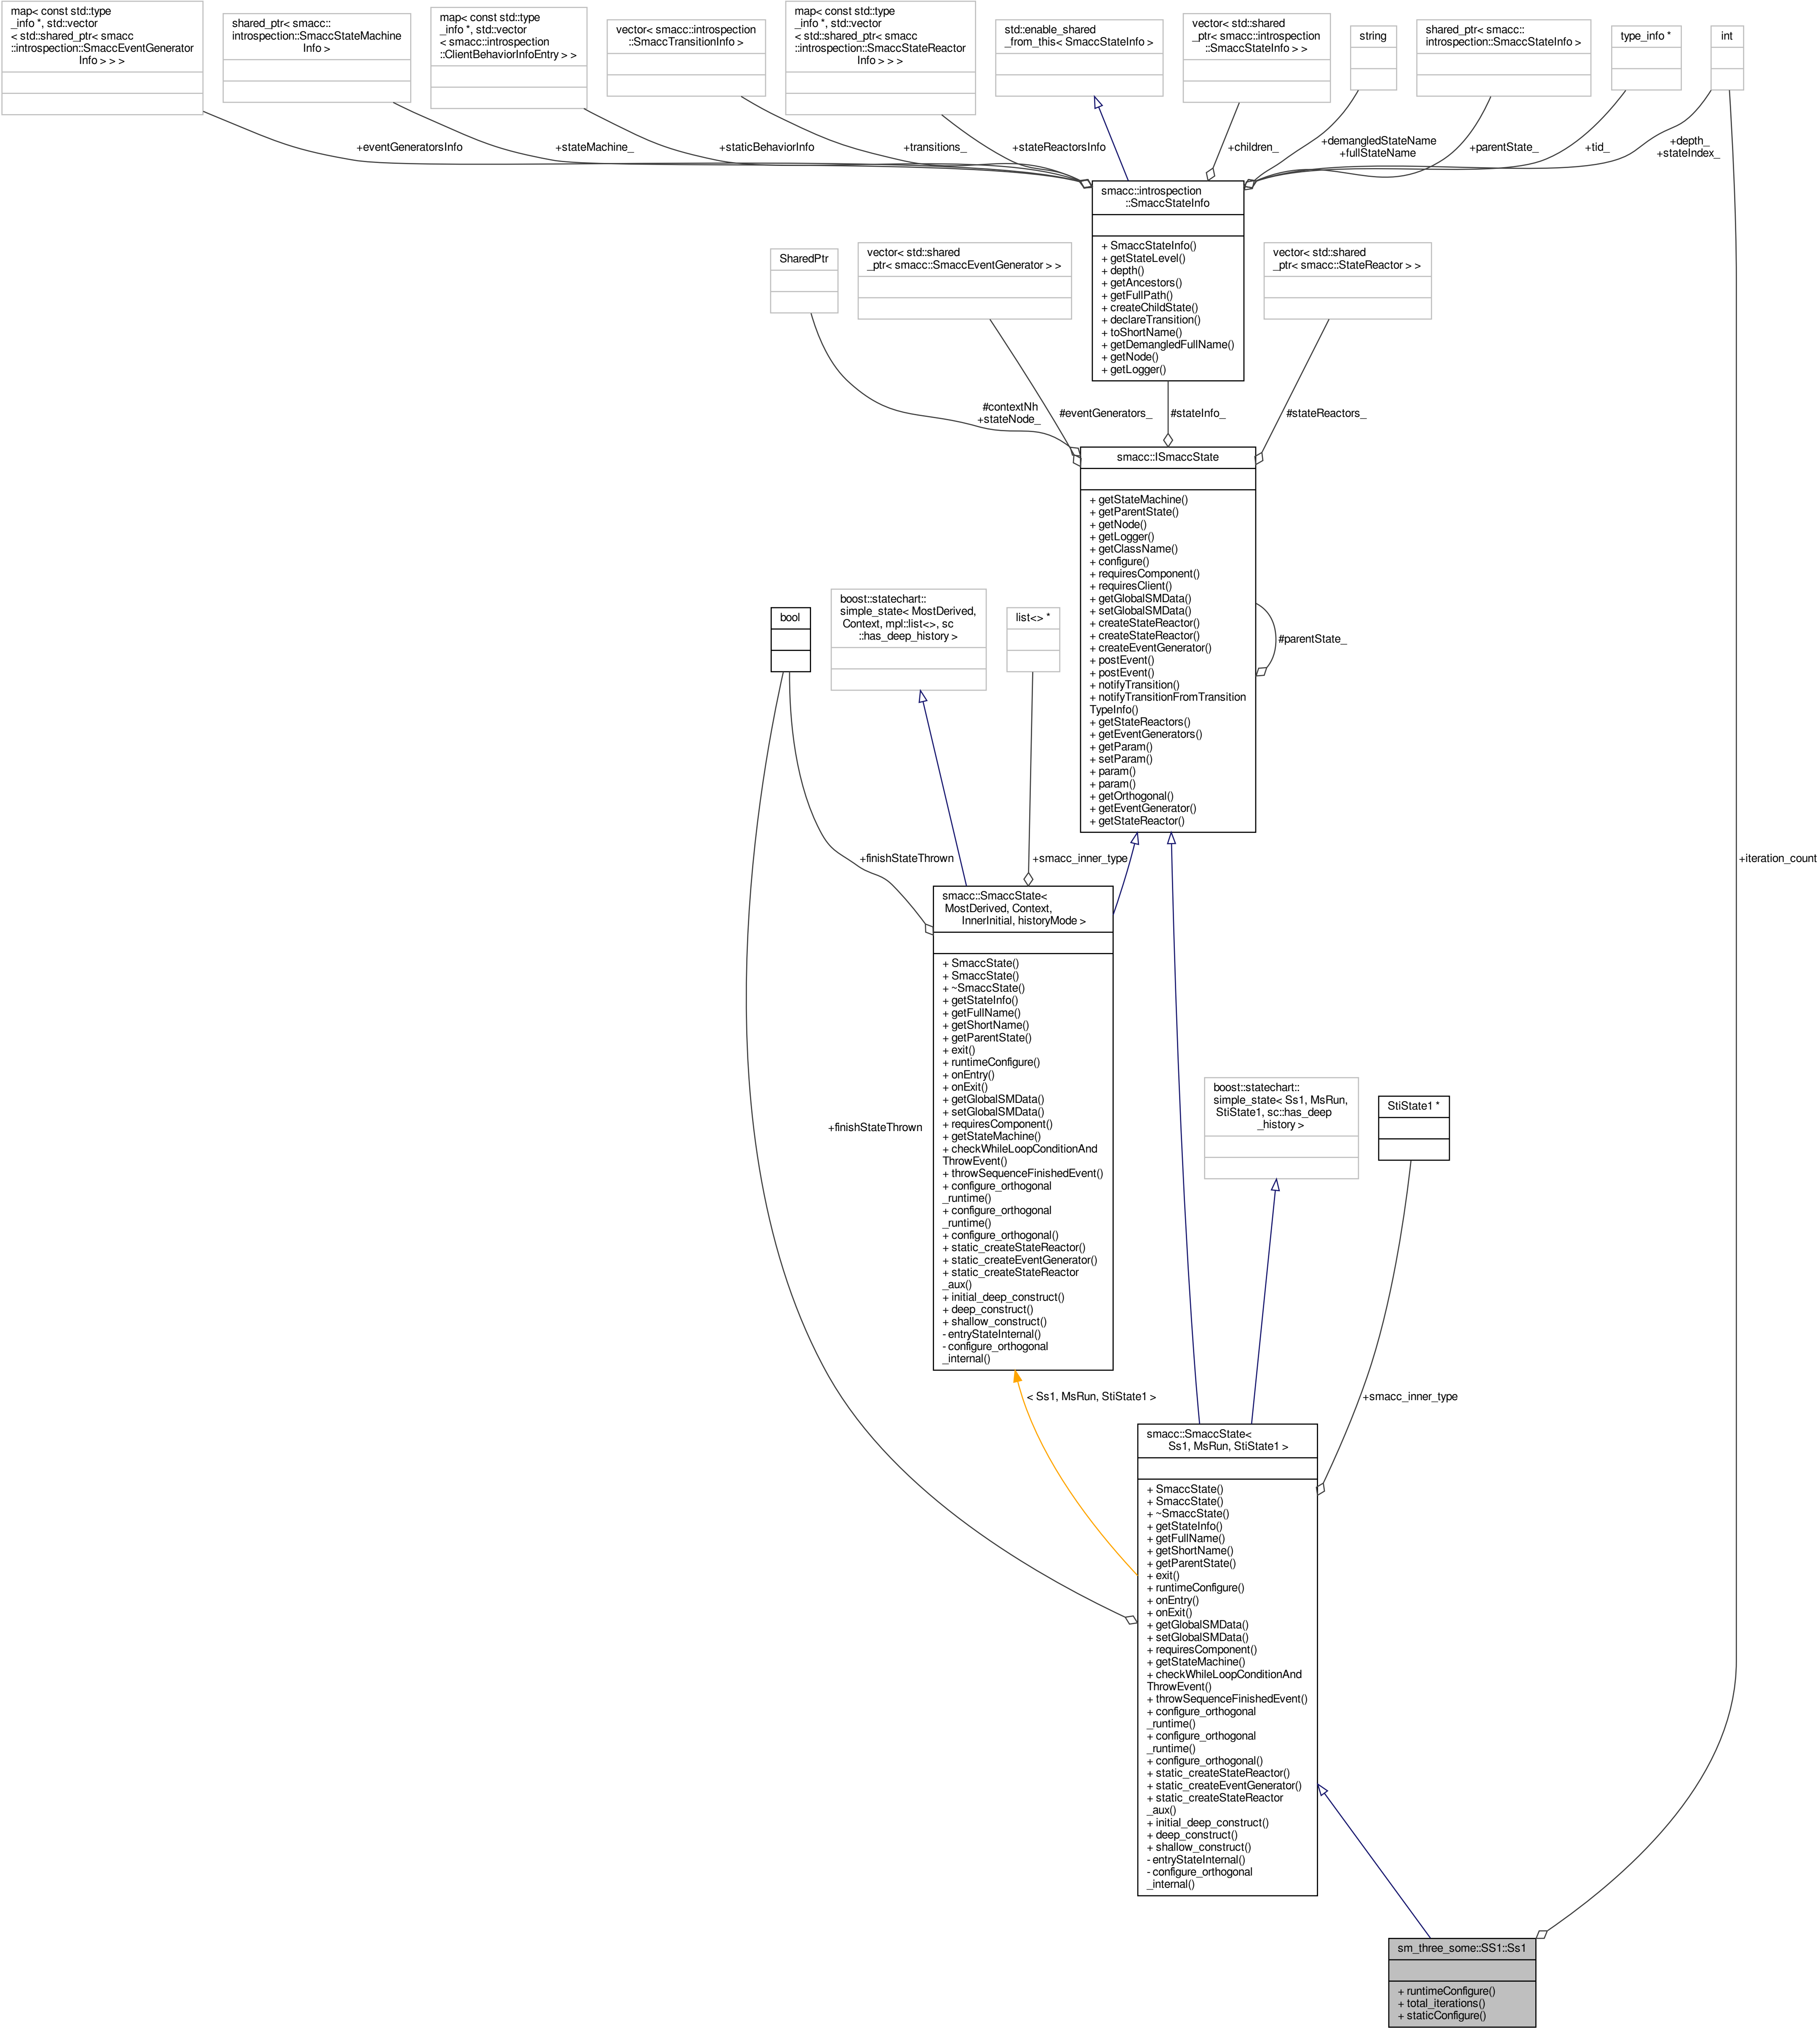 map< const std::type
_info *, std::vector
< std::shared_ptr< smacc
::introspection::SmaccEventGenerator
Info > > >
shared_ptr< smacc::
introspection::SmaccStateMachine
Info >
map< const std::type
_info *, std::vector
< smacc::introspection
::ClientBehaviorInfoEntry > >
vector< smacc::introspection
::SmaccTransitionInfo >
map< const std::type
_info *, std::vector
< std::shared_ptr< smacc
::introspection::SmaccStateReactor
Info > > >
std::enable_shared
_from_this< SmaccStateInfo >
vector< std::shared
_ptr< smacc::introspection
::SmaccStateInfo > >
string
shared_ptr< smacc::
introspection::SmaccStateInfo >
type_info *
int
+eventGeneratorsInfo
+stateMachine_
+staticBehaviorInfo
+transitions_
+stateReactorsInfo
+children_
+demangledStateName
+fullStateName
+parentState_
+tid_
+depth_
+stateIndex_
smacc::introspection
::SmaccStateInfo
+ SmaccStateInfo()
+ getStateLevel()
+ depth()
+ getAncestors()
+ getFullPath()
+ createChildState()
+ declareTransition()
+ toShortName()
+ getDemangledFullName()
+ getNode()
+ getLogger()
SharedPtr
vector< std::shared
_ptr< smacc::SmaccEventGenerator > >
vector< std::shared
_ptr< smacc::StateReactor > >
#contextNh
+stateNode_
#eventGenerators_
#stateInfo_
#stateReactors_
smacc::ISmaccState
+ getStateMachine()
+ getParentState()
+ getNode()
+ getLogger()
+ getClassName()
+ configure()
+ requiresComponent()
+ requiresClient()
+ getGlobalSMData()
+ setGlobalSMData()
+ createStateReactor()
+ createStateReactor()
+ createEventGenerator()
+ postEvent()
+ postEvent()
+ notifyTransition()
+ notifyTransitionFromTransition
TypeInfo()
+ getStateReactors()
+ getEventGenerators()
+ getParam()
+ setParam()
+ param()
+ param()
+ getOrthogonal()
+ getEventGenerator()
+ getStateReactor()
#parentState_
bool
boost::statechart::
simple_state< MostDerived,
Context, mpl::list<>, sc
::has_deep_history >
list<> *
+finishStateThrown
+smacc_inner_type
+iteration_count
smacc::SmaccState<
MostDerived, Context,
InnerInitial, historyMode >
+ SmaccState()
+ SmaccState()
+ ~SmaccState()
+ getStateInfo()
+ getFullName()
+ getShortName()
+ getParentState()
+ exit()
+ runtimeConfigure()
+ onEntry()
+ onExit()
+ getGlobalSMData()
+ setGlobalSMData()
+ requiresComponent()
+ getStateMachine()
+ checkWhileLoopConditionAnd
ThrowEvent()
+ throwSequenceFinishedEvent()
+ configure_orthogonal
_runtime()
+ configure_orthogonal
_runtime()
+ configure_orthogonal()
+ static_createStateReactor()
+ static_createEventGenerator()
+ static_createStateReactor
_aux()
+ initial_deep_construct()
+ deep_construct()
+ shallow_construct()
- entryStateInternal()
- configure_orthogonal
_internal()
+finishStateThrown
boost::statechart::
simple_state< Ss1, MsRun,
StiState1, sc::has_deep
_history >
StiState1 *
< Ss1, MsRun, StiState1 >
+smacc_inner_type
smacc::SmaccState<
Ss1, MsRun, StiState1 >
+ SmaccState()
+ SmaccState()
+ ~SmaccState()
+ getStateInfo()
+ getFullName()
+ getShortName()
+ getParentState()
+ exit()
+ runtimeConfigure()
+ onEntry()
+ onExit()
+ getGlobalSMData()
+ setGlobalSMData()
+ requiresComponent()
+ getStateMachine()
+ checkWhileLoopConditionAnd
ThrowEvent()
+ throwSequenceFinishedEvent()
+ configure_orthogonal
_runtime()
+ configure_orthogonal
_runtime()
+ configure_orthogonal()
+ static_createStateReactor()
+ static_createEventGenerator()
+ static_createStateReactor
_aux()
+ initial_deep_construct()
+ deep_construct()
+ shallow_construct()
- entryStateInternal()
- configure_orthogonal
_internal()
sm_three_some::SS1::Ss1
+ runtimeConfigure()
+ total_iterations()
+ staticConfigure()